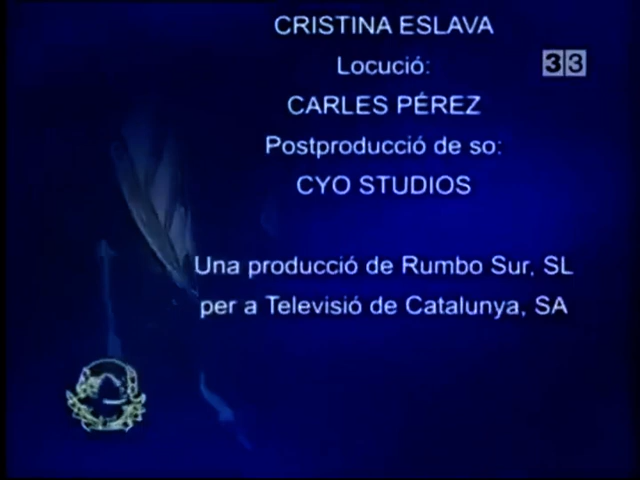 CRISTINA ESLAVA
Locució:
33
CARLES PÉREZ
Postproducció de so:
CYO STUDIOS
Una producció de Rumbo Sur, SL
per a Televisió de Catalunya, SA